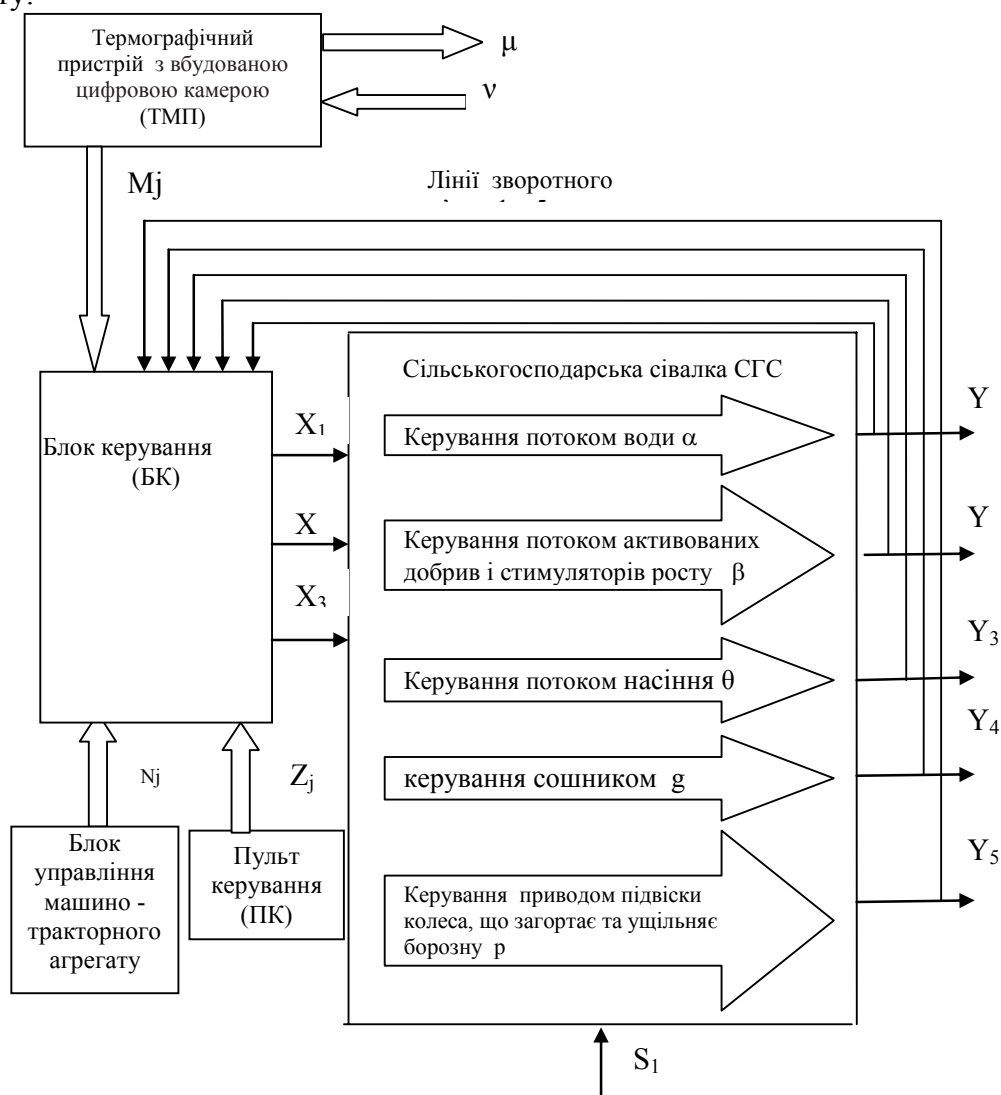 ту.
Термографічний
пристрій з вбудованою
цифровою камерою
(ТМП)
μ
ν
Mj
Лінії зворотного
Блок керування
(БК)
X1
X
X3
Сільськогосподарська сівалка СГС
Керування потоком води α
Керування потоком активованих
добрив і стимуляторів росту β
Керування потоком насіння θ
керування сошником g
Керування приводом підвіски
колеса, що загортає та ущільняє
борозну р
Y
Y
Y3
Y4
Y5
Nj
Zj
Блок
управління
машино -
тракторного
агрегату
Пульт
керування
(ПК)
S1